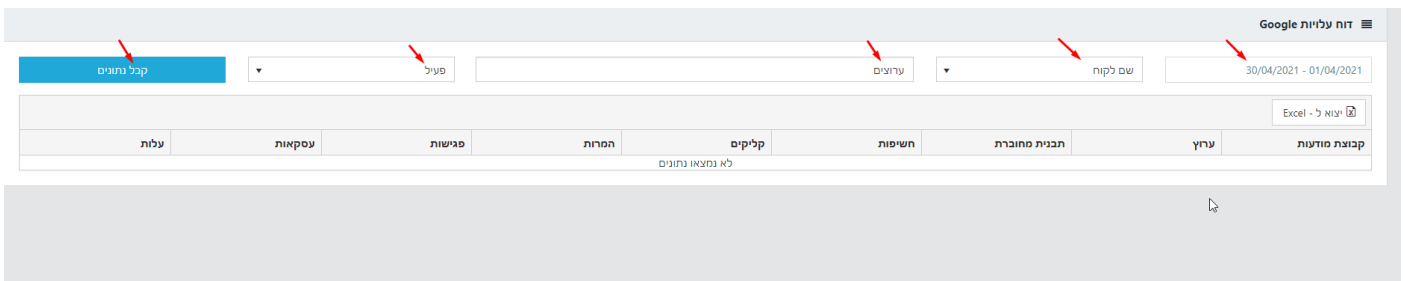 דוח עלויות Google
01/04/2021 - 30/04/2021 שם לקוח ערוצים פעיל קבל נתונים
יצוא ל - Excel
קבוצת מודעות ערוץ תבנית מחוברת חשיפות קליקים המרות פגישות עסקאות עלות
לא נמצאו נתונים